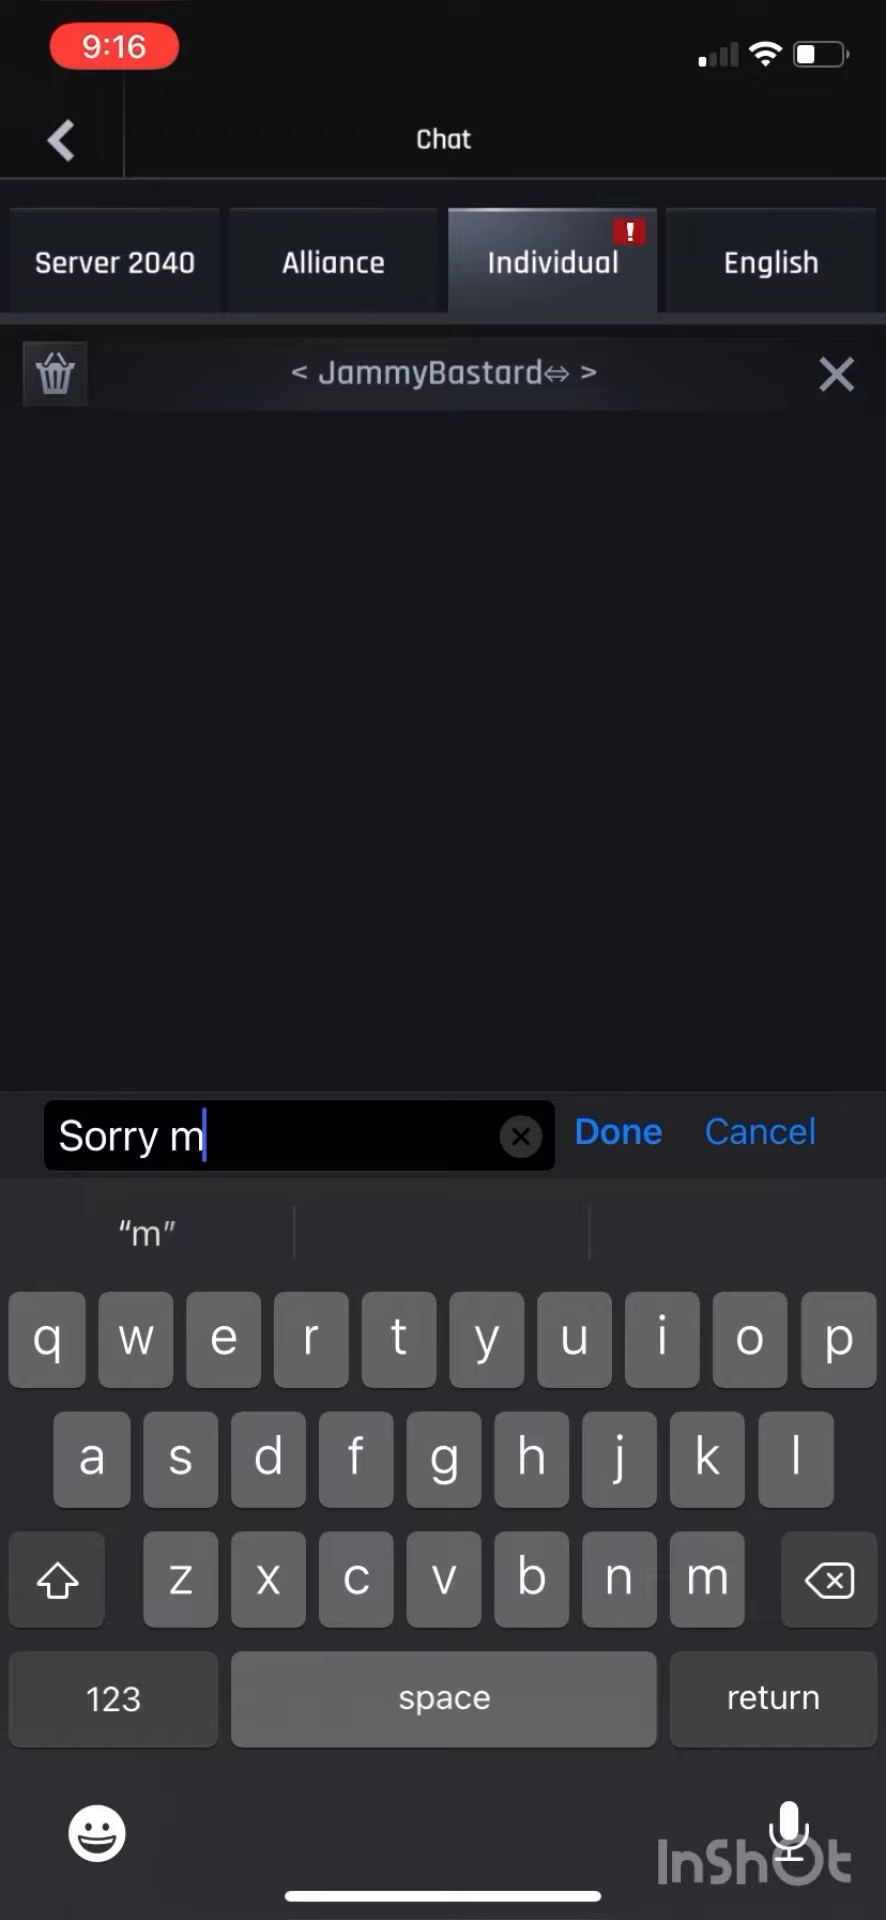 9:16
Chat
Server 2040 Alliance Individual ! English
< JammyBastard⇔ >
Sorry m Done Cancel
“m”
q w e r t y u i o p
a s d f g h j k l
z x c v b n m
123 space return
InShOt